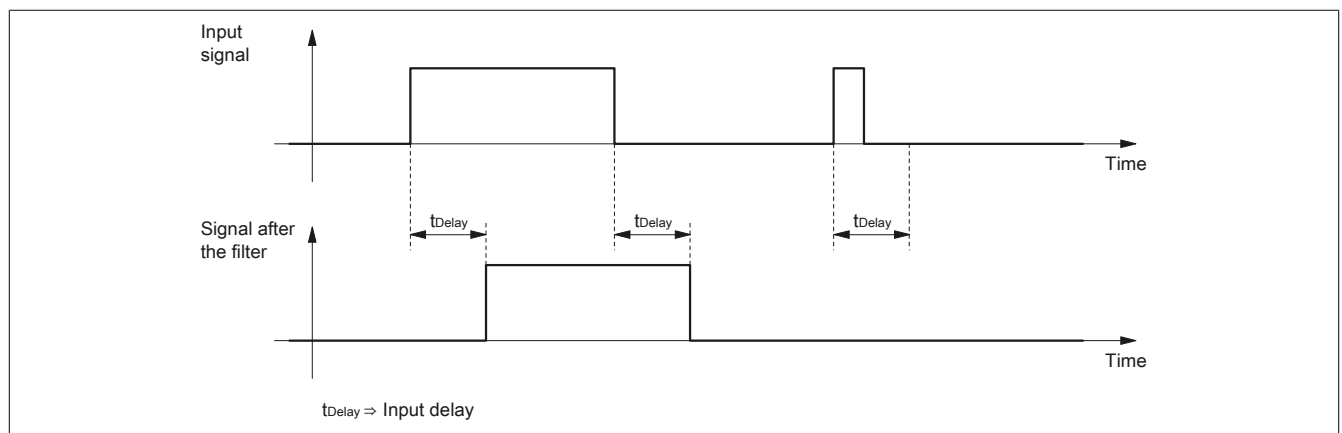 Input
signal
Time
Signal after
the filter
tDelay
tDelay
tDelay
Time
tDelay ⇒ Input delay